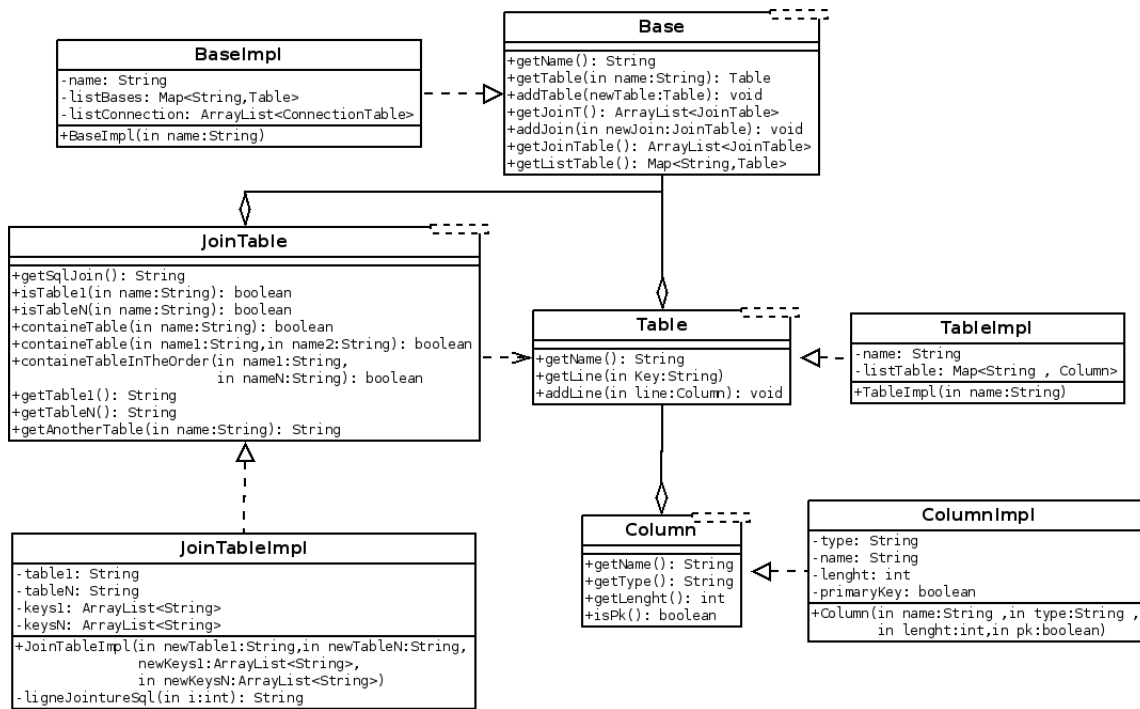 Base
+getName(): String
+getTable(in name:String): Table
+addTable(newTable:Table): void
+getJoinT(): ArrayList<JoinTable>
+addJoin(in newJoin:JoinTable): void
+getJoinTable(): ArrayList<JoinTable>
+getListTable(): Map<String,Table>
BaseImpl
-name: String
-listBases: Map<String,Table>
-listConnection: ArrayList<ConnectionTable>
+BaseImpl(in name:String)
JoinTable
+getSqlJoin(): String
+isTable1(in name:String): boolean
+isTableN(in name:String): boolean
+containeTable(in name:String): boolean
+containeTable(in name1:String,in name2:String): boolean
+containeTableInTheOrder(in name1:String,
in nameN:String): boolean
+getTable1(): String
+getTableN(): String
+getAnotherTable(in name:String): String
Table
+getName(): String
+getLine(in Key:String)
+addLine(in line:Column): void
TableImpl
-name: String
-listTable: Map<String , Column>
+TableImpl(in name:String)
JoinTableImpl
-table1: String
-tableN: String
-keys1: ArrayList<String>
-keysN: ArrayList<String>
+JoinTableImpl(in newTable1:String,in newTableN:String,
newKeys1:ArrayList<String>,
in newKeysN:ArrayList<String>)
-ligneJointureSql(in i:int): String
Column
+getName(): String
+getType(): String
+getLenght(): int
+isPk(): boolean
ColumnImpl
-type: String
-name: String
-lenght: int
-primaryKey: boolean
+Column(in name:String ,in type:String ,
in lenght:int,in pk:boolean)